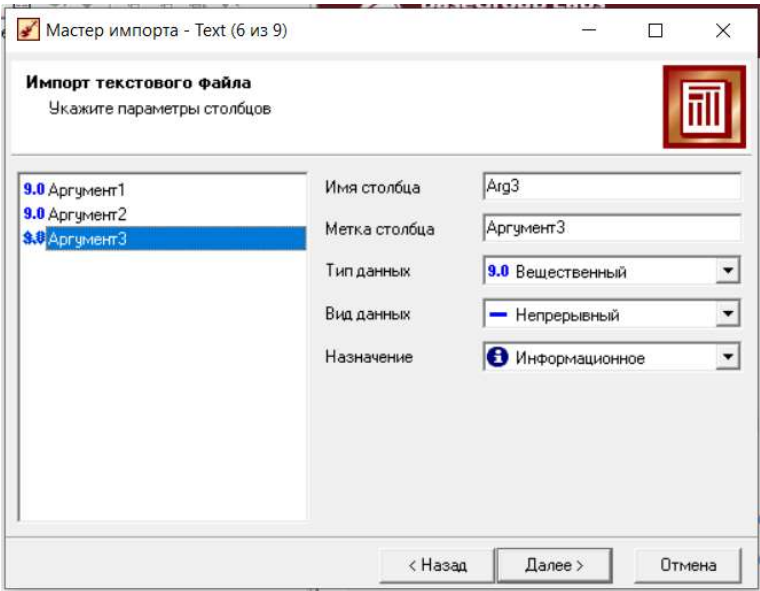 Мастер импорта - Text (6 из 9)
Импорт текстового файла
Укажите параметры столбцов
9.0 Аргумент1
9.0 Аргумент2
9.0 Аргумент3
Имя столбца
Arg3
Метка столбца
Аргумент3
Тип данных
9.0 Вещественный
Вид данных
Непрерывный
Назначение
Информационное
< Назад
Далее >
Отмена